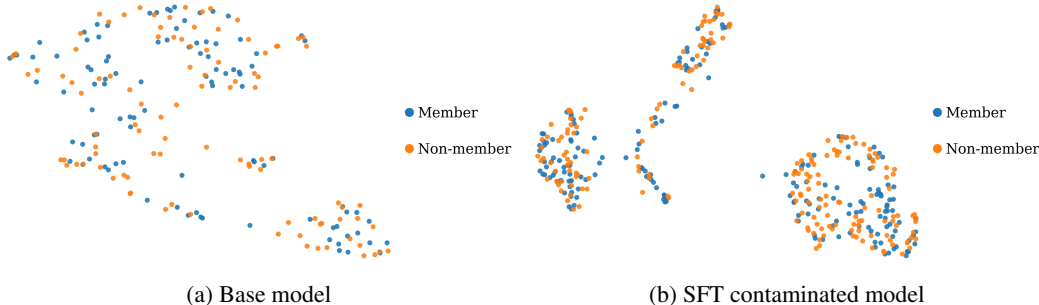 Member
Non-member
Member
Non-member
(a) Base model
(b) SFT contaminated model